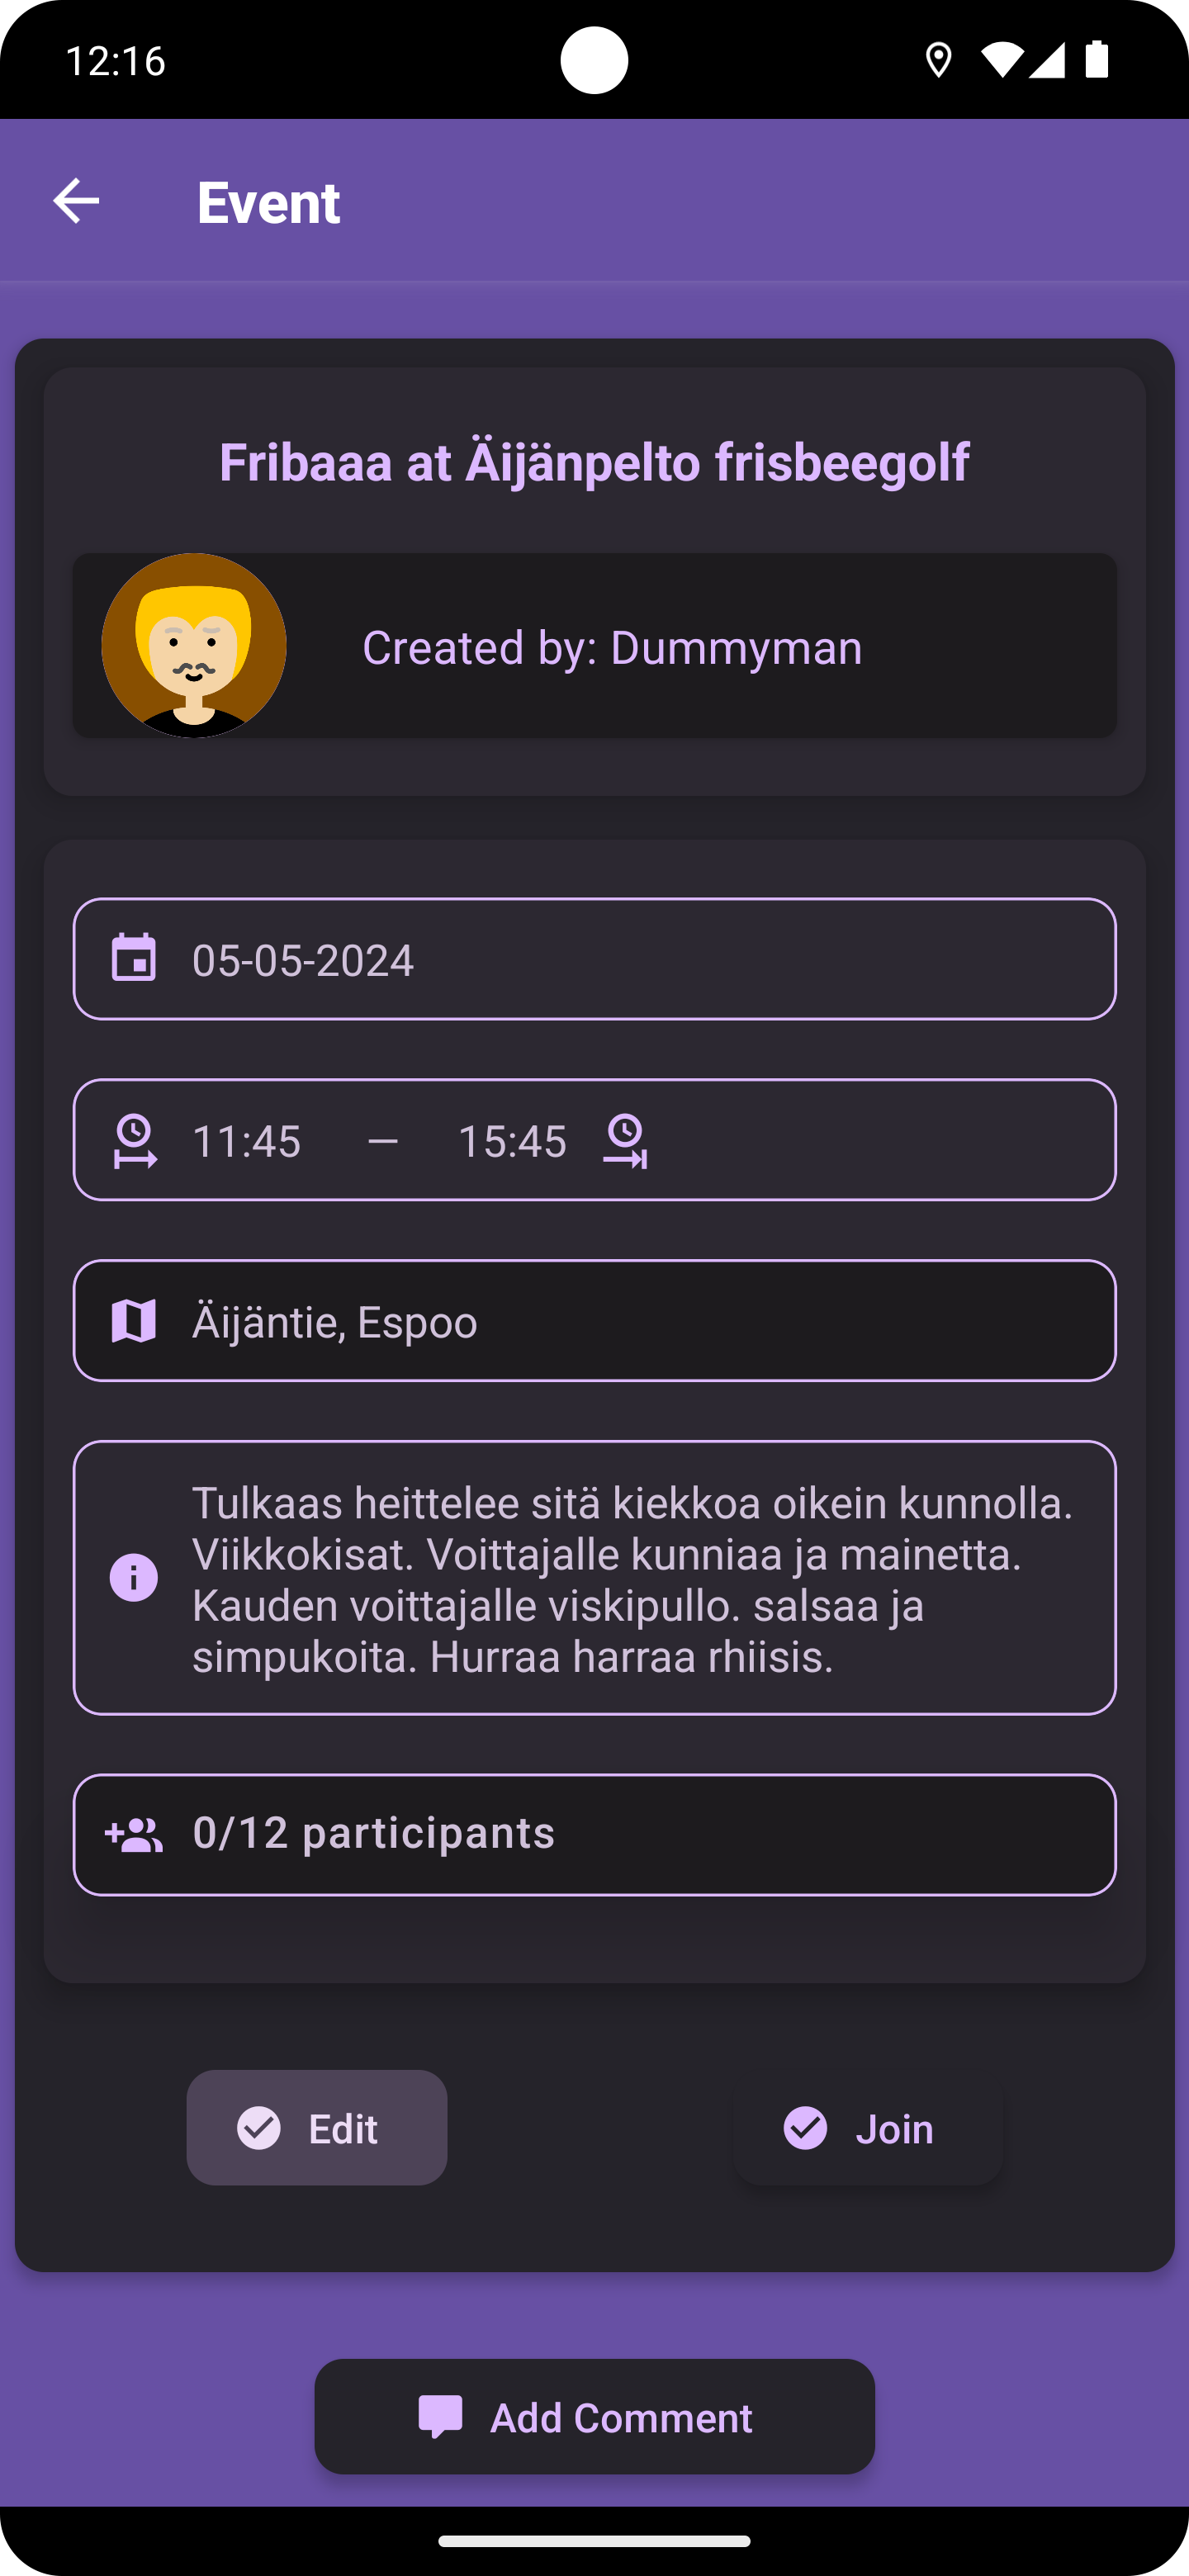 12:16
Event
Fribaaa at Äijänpelto frisbeegolf
Created by: Dummyman
05-05-2024
11:45 — 15:45
Äijäntie, Espoo
Tulkaas heittelee sitä kiekkoa oikein kunnolla.
Viikkokisat. Voittajalle kunniaa ja mainetta.
Kauden voittajalle viskipullo. salsaa ja
simpukoita. Hurraa harraa rhiisis.
0/12 participants
Edit
Join
Add Comment